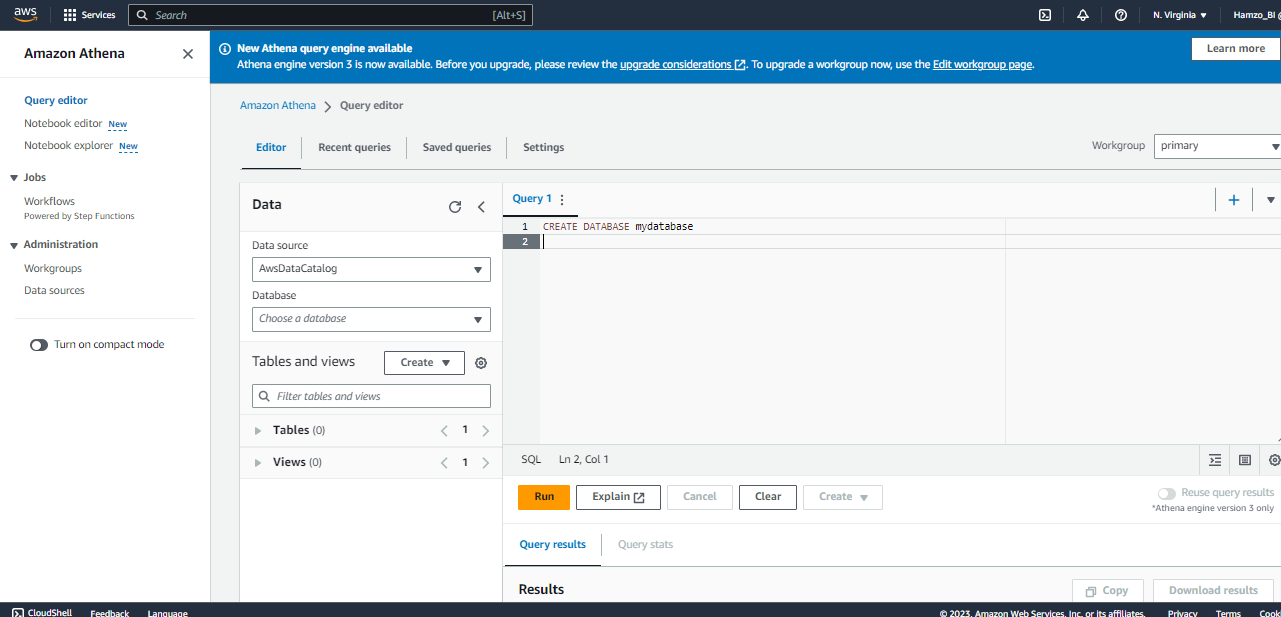 aws Services Search [Alt+S] N. Virginia Hamzo_BI @
Amazon Athena
Query editor
Notebook editor New
Notebook explorer New
Jobs
Workflows
Powered by Step Functions
Administration
Workgroups
Data sources
Turn on compact mode
New Athena query engine available
Athena engine version 3 is now available. Before you upgrade, please review the upgrade considerations. To upgrade a workgroup now, use the Edit workgroup page.
Learn more
Amazon Athena Query editor
Editor Recent queries Saved queries Settings
Workgroup primary
Data
Data source
AwsDataCatalog
Database
Choose a database
Tables and views Create
Filter tables and views
Tables (0) 1
Views (0) 1
Query 1
1 CREATE DATABASE mydatabase
2
SQL Ln 2, Col 1
Run Explain Cancel Clear Create
Reuse query results
*Athena engine version 3 only
Query results Query stats
Results Copy Download results
CloudShell Feedback Language © 2023, Amazon Web Services, Inc. or its affiliates. Privacy Terms Cook